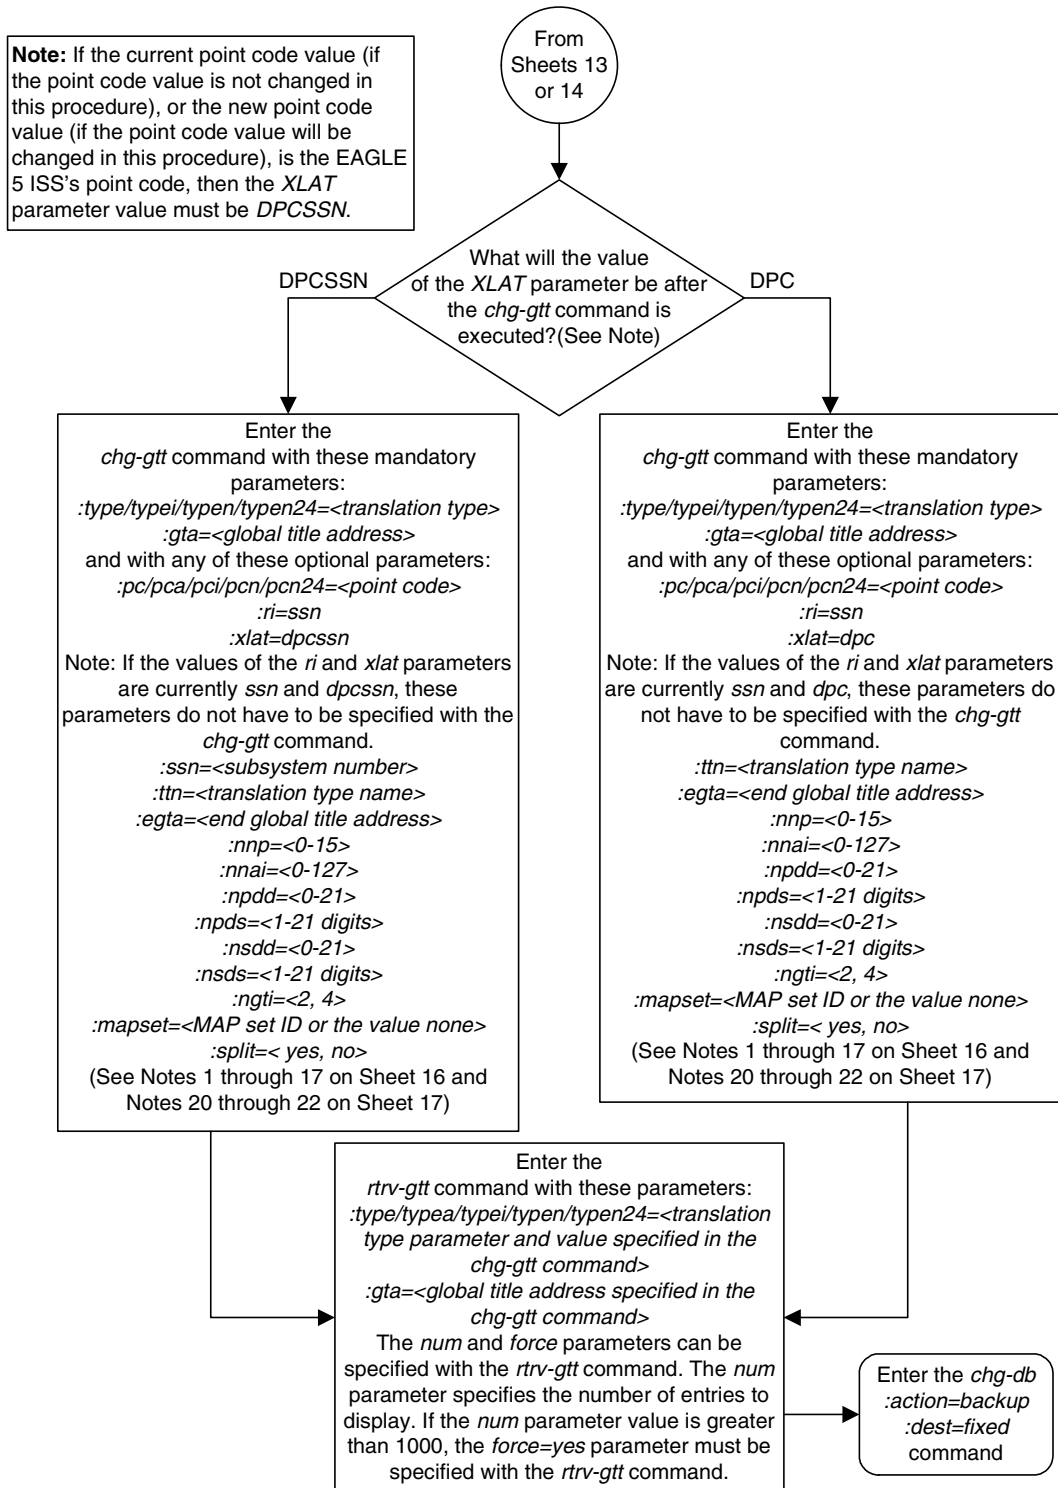 Note: If the current point code value (if
the point code value is not changed in
this procedure), or the new point code
value (if the point code value will be
changed in this procedure), is the EAGLE
5 ISS's point code, then the XLAT
parameter value must be DPCSSN.
From
Sheets 13
or 14
What will the value
of the XLAT parameter be after
the chg-gtt command is
executed?(See Note)
DPCSSN
DPC
Enter the
chg-gtt command with these mandatory
parameters:
:type/typei/typen/typen24=<translation type>
:gta=<global title address>
and with any of these optional parameters:
:pc/pca/pci/pcn/pcn24=<point code>
:ri=ssn
:xlat=dpcssn
Note: If the values of the ri and xlat parameters
are currently ssn and dpcssn, these
parameters do not have to be specified with the
chg-gtt command.
:ssn=<subsystem number>
:ttn=<translation type name>
:egta=<end global title address>
:nnp=<0-15>
:nnai=<0-127>
:npdd=<0-21>
:npds=<1-21 digits>
:nsdd=<0-21>
:nsds=<1-21 digits>
:ngti=<2, 4>
:mapset=<MAP set ID or the value none>
:split=< yes, no>
(See Notes 1 through 17 on Sheet 16 and
Notes 20 through 22 on Sheet 17)
Enter the
chg-gtt command with these mandatory
parameters:
:type/typei/typen/typen24=<translation type>
:gta=<global title address>
and with any of these optional parameters:
:pc/pca/pci/pcn/pcn24=<point code>
:ri=ssn
:xlat=dpc
Note: If the values of the ri and xlat parameters
are currently ssn and dpc, these parameters do
not have to be specified with the chg-gtt
command.
:ttn=<translation type name>
:egta=<end global title address>
:nnp=<0-15>
:nnai=<0-127>
:npdd=<0-21>
:npds=<1-21 digits>
:nsdd=<0-21>
:nsds=<1-21 digits>
:ngti=<2, 4>
:mapset=<MAP set ID or the value none>
:split=< yes, no>
(See Notes 1 through 17 on Sheet 16 and
Notes 20 through 22 on Sheet 17)
Enter the
rtrv-gtt command with these parameters:
:type/typea/typei/typen/typen24=<translation
type parameter and value specified in the
chg-gtt command>
:gta=<global title address specified in the
chg-gtt command>
The num and force parameters can be
specified with the rtrv-gtt command. The num
parameter specifies the number of entries to
display. If the num parameter value is greater
than 1000, the force=yes parameter must be
specified with the rtrv-gtt command.
Enter the chg-db
:action=backup
:dest=fixed
command